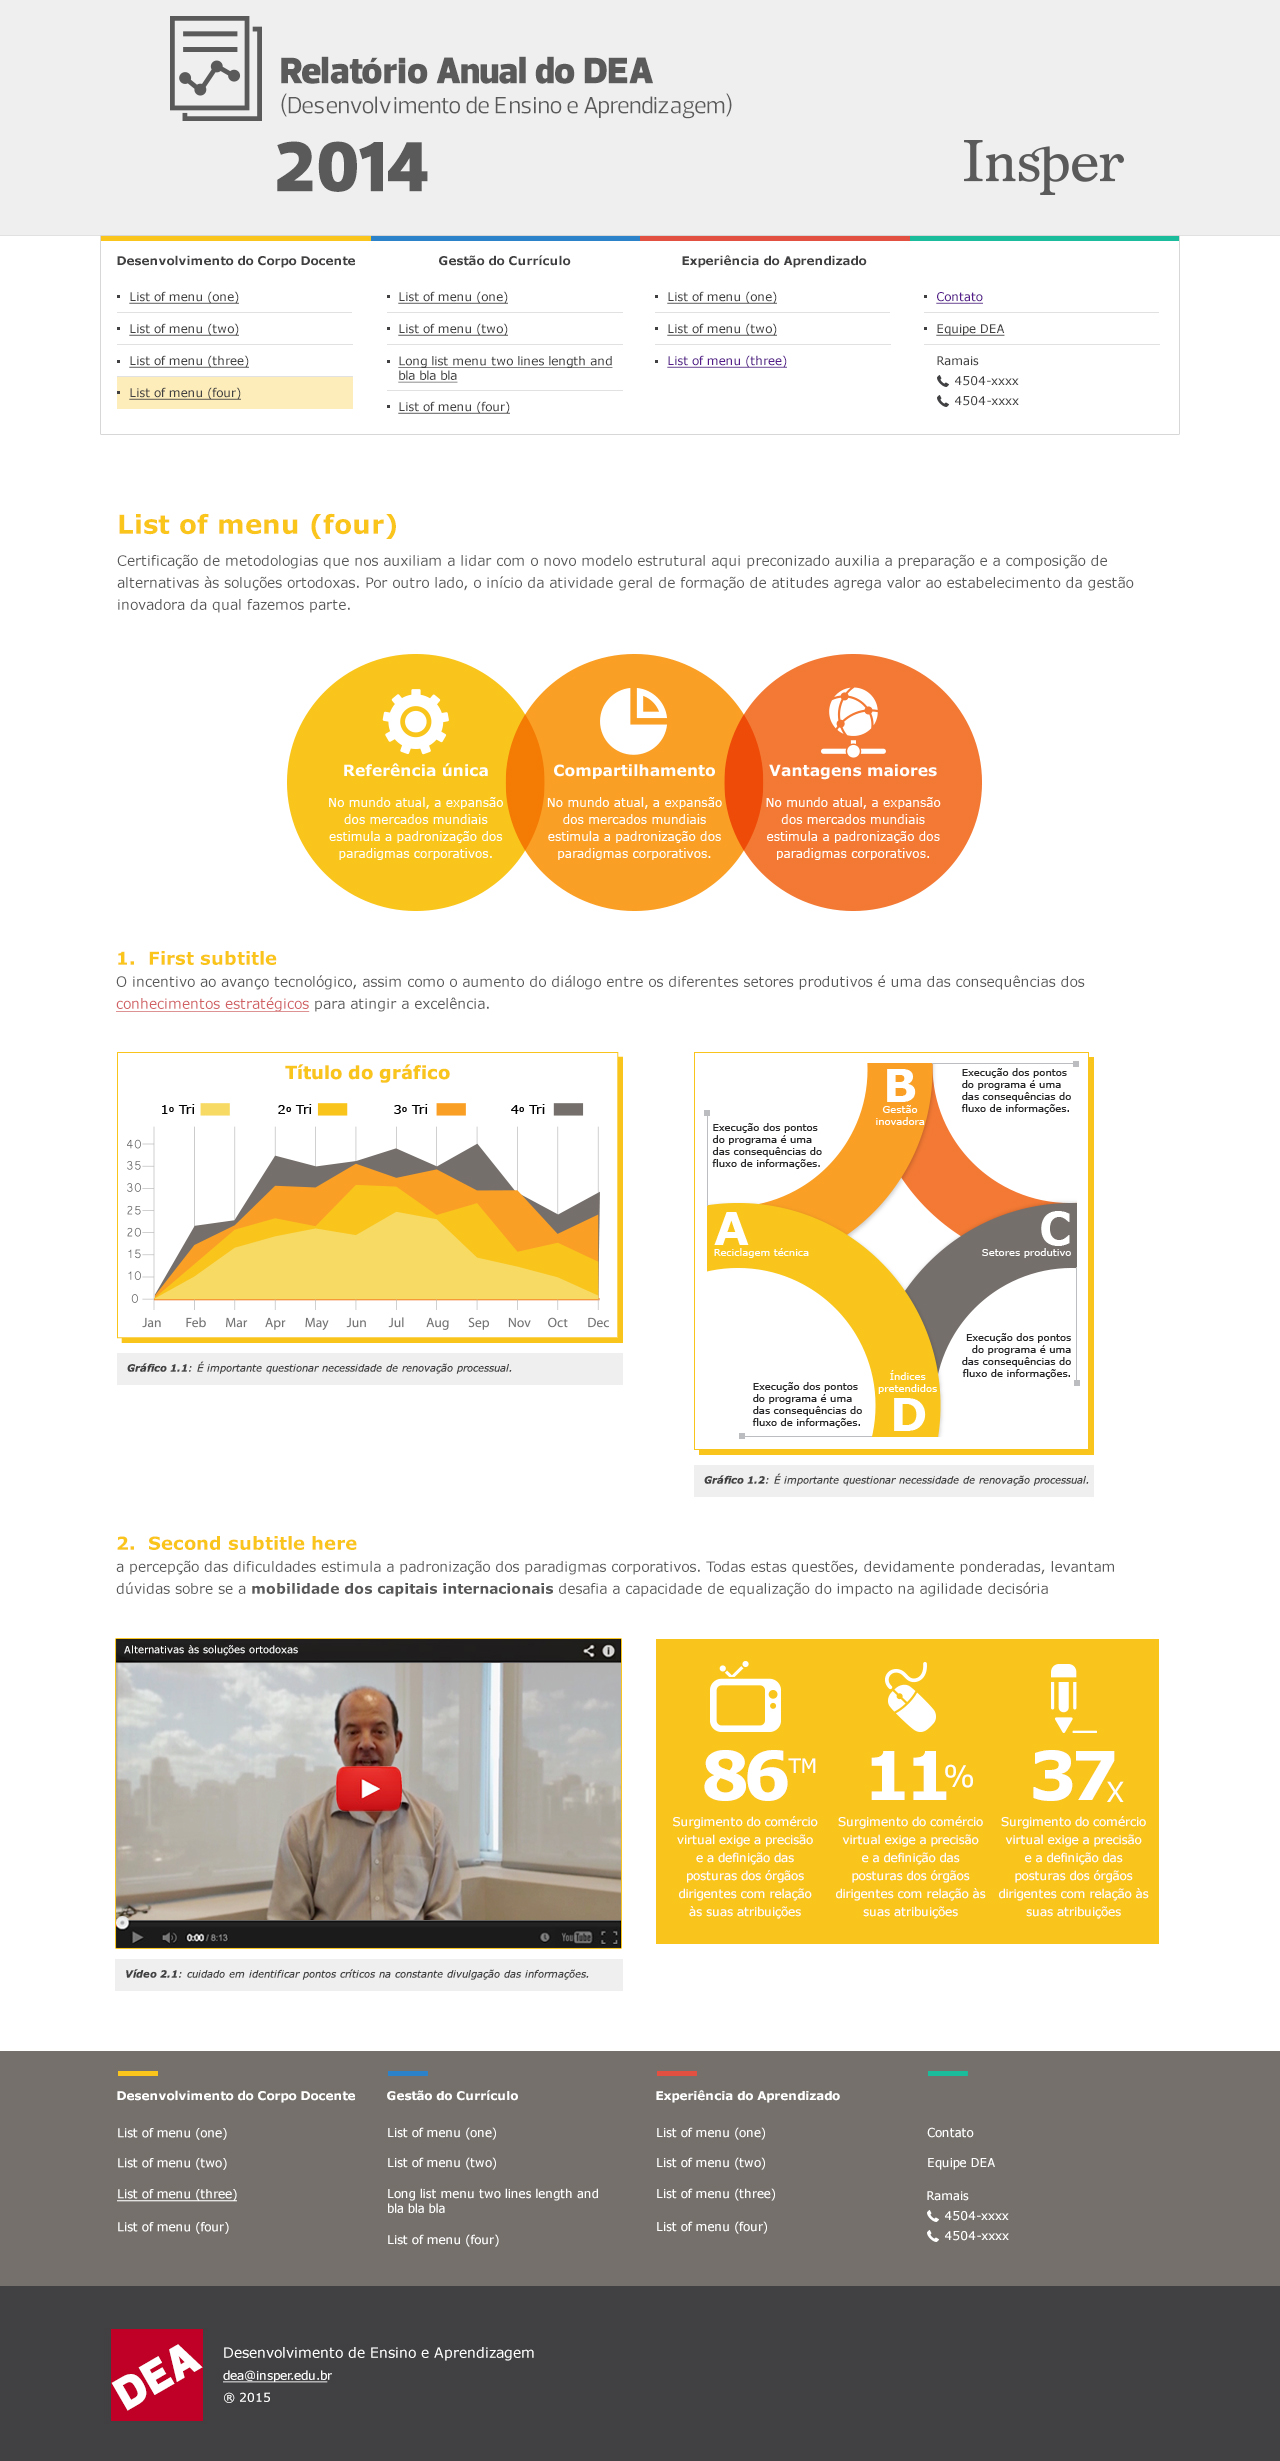 Relatório Anual do DEA
(Desenvolvimento de Ensino e Aprendizagem)
2014
Insper
Desenvolvimento do Corpo Docente
List of menu (one)
List of menu (two)
List of menu (three)
List of menu (four)
Gestão do Currículo
List of menu (one)
List of menu (two)
Long list menu two lines length and
bla bla bla
List of menu (four)
Experiência do Aprendizado
List of menu (one)
List of menu (two)
List of menu (three)
Contato
Equipe DEA
Ramais
4504-xxxx
4504-xxxx
List of menu (four)
Certificação de metodologias que nos auxiliam a lidar com o novo modelo estrutural aqui preconizado auxilia a preparação e a composição de
alternativas às soluções ortodoxas. Por outro lado, o início da atividade geral de formação de atitudes agrega valor ao estabelecimento da gestão
inovadora da qual fazemos parte.
Referência única
No mundo atual, a expansão
dos mercados mundiais
estimula a padronização dos
paradigmas corporativos.
Compartilhamento
No mundo atual, a expansão
dos mercados mundiais
estimula a padronização dos
paradigmas corporativos.
Vantagens maiores
No mundo atual, a expansão
dos mercados mundiais
estimula a padronização dos
paradigmas corporativos.
1. First subtitle
O incentivo ao avanço tecnológico, assim como o aumento do diálogo entre os diferentes setores produtivos é uma das consequências dos
conhecimentos estratégicos para atingir a excelência.
Título do gráfico
1º Tri 2º Tri 3º Tri 4º Tri
40
35
30
25
20
15
10
0
Jan Feb Mar Apr May Jun Jul Aug Sep Nov Oct Dec
Gráfico 1.1: É importante questionar necessidade de renovação processual.
B
Gestão
inovadora
Execução dos pontos
do programa é uma
das consequências do
fluxo de informações.
Execução dos pontos
do programa é uma
das consequências do
fluxo de informações.
A
Reciclagem técnica
C
Setores produtivo
Execução dos pontos
do programa é uma
das consequências do
fluxo de informações.
Índices
pretendidos
D
Execução dos pontos
do programa é uma
das consequências do
fluxo de informações.
Gráfico 1.2: É importante questionar necessidade de renovação processual.
2. Second subtitle here
a percepção das dificuldades estimula a padronização dos paradigmas corporativos. Todas estas questões, devidamente ponderadas, levantam
dúvidas sobre se a mobilidade dos capitais internacionais desafia a capacidade de equalização do impacto na agilidade decisória
Alternativas às soluções ortodoxas
0:00 / 8:13
YouTube
Vídeo 2.1: cuidado em identificar pontos críticos na constante divulgação das informações.
86TM
Surgimento do comércio
virtual exige a precisão
e a definição das
posturas dos órgãos
dirigentes com relação
às suas atribuições
11%
Surgimento do comércio
virtual exige a precisão
e a definição das
posturas dos órgãos
dirigentes com relação às
suas atribuições
37X
Surgimento do comércio
virtual exige a precisão
e a definição das
posturas dos órgãos
dirigentes com relação às
suas atribuições
Desenvolvimento do Corpo Docente
List of menu (one)
List of menu (two)
List of menu (three)
List of menu (four)
Gestão do Currículo
List of menu (one)
List of menu (two)
Long list menu two lines length and
bla bla bla
List of menu (four)
Experiência do Aprendizado
List of menu (one)
List of menu (two)
List of menu (three)
List of menu (four)
Contato
Equipe DEA
Ramais
4504-xxxx
4504-xxxx
DEA
Desenvolvimento de Ensino e Aprendizagem
dea@insper.edu.br
® 2015